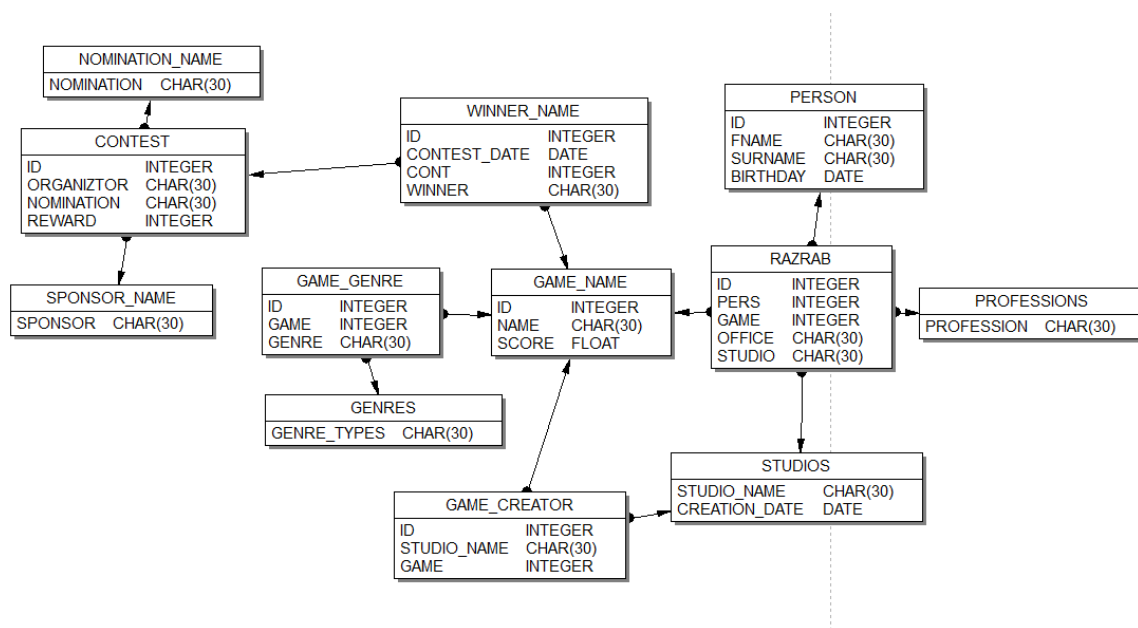 NOMINATION_NAME
NOMINATION CHAR(30)
CONTEST
ID INTEGER
ORGANIZTOR CHAR(30)
NOMINATION CHAR(30)
REWARD INTEGER
SPONSOR_NAME
SPONSOR CHAR(30)
WINNER_NAME
ID INTEGER
CONTEST_DATE DATE
CONT INTEGER
WINNER CHAR(30)
GAME_GENRE
ID INTEGER
GAME INTEGER
GENRE CHAR(30)
GAME_NAME
ID INTEGER
NAME CHAR(30)
SCORE FLOAT
GENRES
GENRE_TYPES CHAR(30)
GAME_CREATOR
ID INTEGER
STUDIO_NAME CHAR(30)
GAME INTEGER
PERSON
ID INTEGER
FNAME CHAR(30)
SURNAME CHAR(30)
BIRTHDAY DATE
RAZRAB
ID INTEGER
PERS INTEGER
GAME INTEGER
OFFICE CHAR(30)
STUDIO CHAR(30)
PROFESSIONS
PROFESSION CHAR(30)
STUDIOS
STUDIO_NAME CHAR(30)
CREATION_DATE DATE